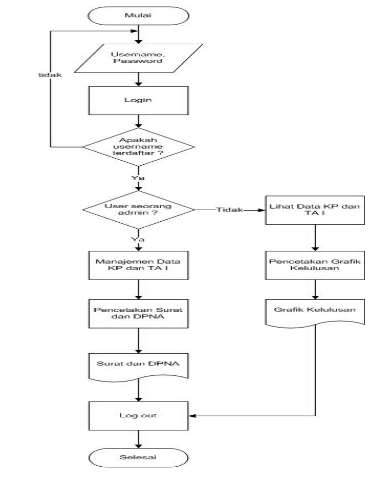 Mulai
Username,
Password
tidak
Login
Apakah
username
terdaftar ?
Ya
User seorang
admin ?
Tidak
Lihat Data KP dan
TA I
Ya
Manajemen Data
KP dan TA I
Pencetakan Grafik
Kelulusan
Pencetakan Surat
dan DPNA
Grafik Kelulusan
Surat dan DPNA
Log out
Selesai